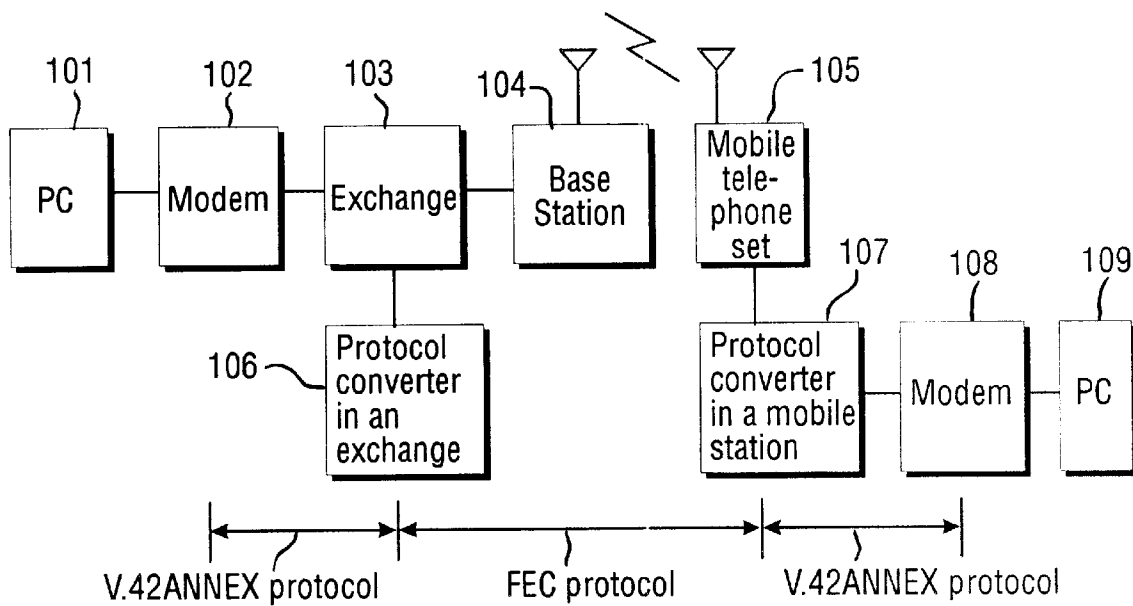 101
102
103
104
105
PC
Modem
Exchange
Base
Station
Mobile
tele-
phone
set
106
Protocol
converter
in an
exchange
107
108
109
Protocol
converter
in a mobile
station
Modem
PC
V.42ANNEX protocol
FEC protocol
V.42ANNEX protocol